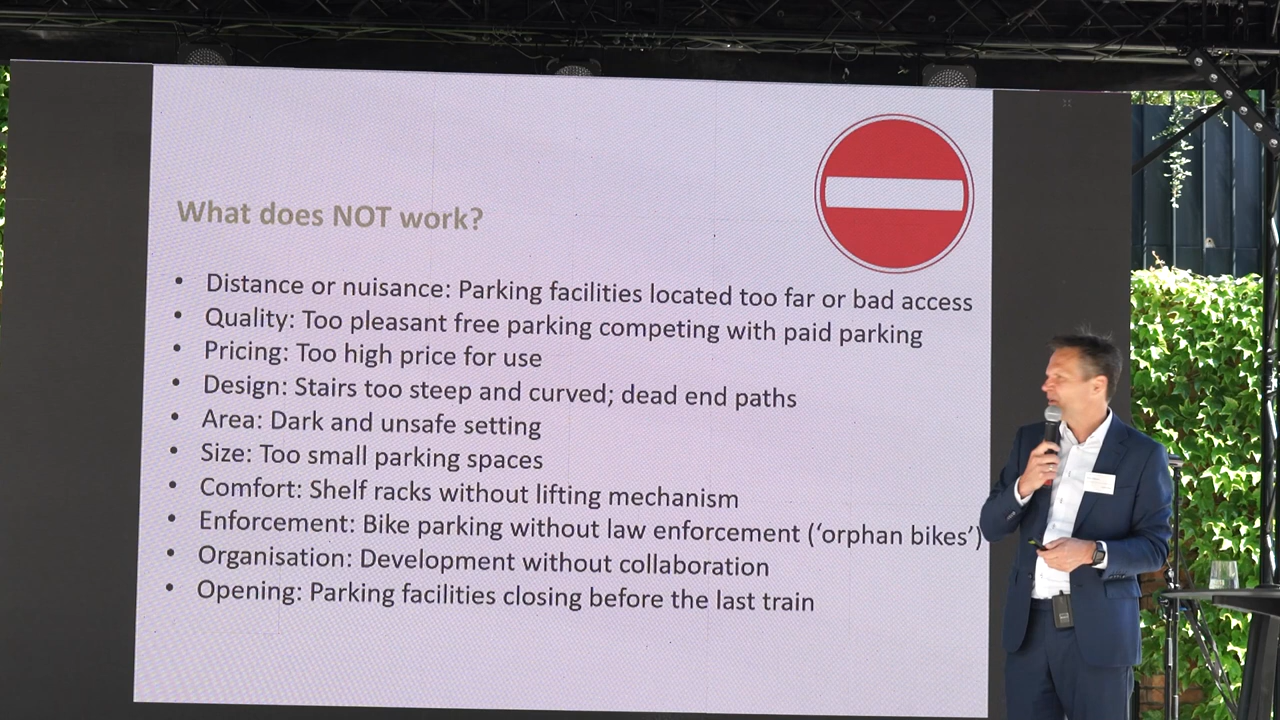 What does NOT work?
• Distance or nuisance: Parking facilities located too far or bad access
• Quality: Too pleasant free parking competing with paid parking
• Pricing: Too high price for use
• Design: Stairs too steep and curved; dead end paths
• Area: Dark and unsafe setting
• Size: Too small parking spaces
• Comfort: Shelf racks without lifting mechanism
• Enforcement: Bike parking without law enforcement (‘orphan bikes’)
• Organisation: Development without collaboration
• Opening: Parking facilities closing before the last train